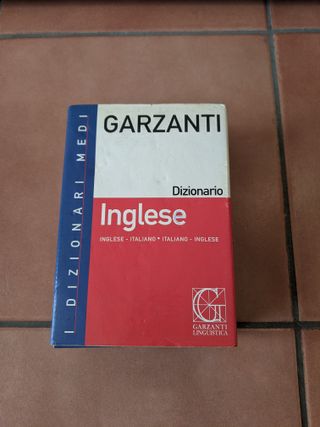 I DIZIONARI MEDI
GARZANTI
Dizionario
Inglese
INGLESE - ITALIANO • ITALIANO - INGLESE
G
GARZANTI
LINGUISTICA